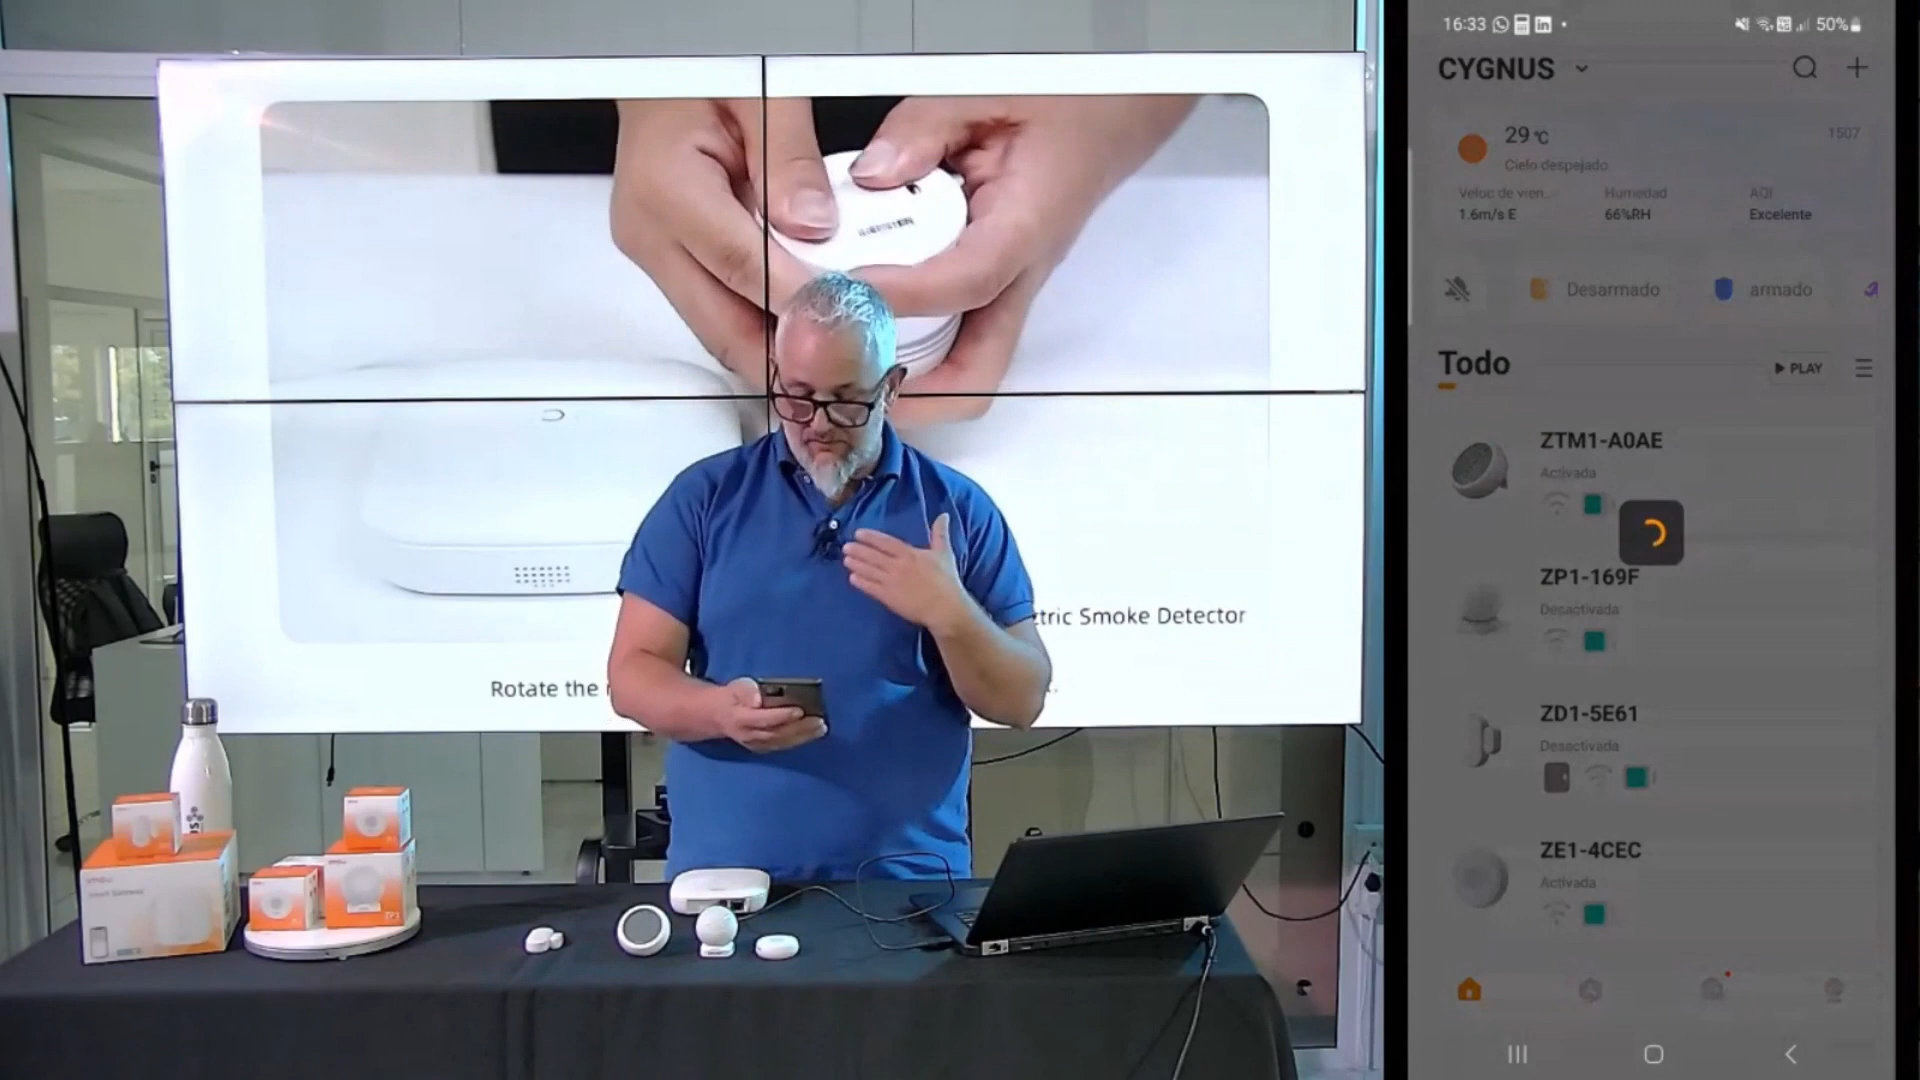 ctric Smoke Detector
Rotate the
16:33
50%
CYGNUS
29 °C
1507
Cielo despejado
Veloc de vien...
Humedad
AQI
1.6m/s E
66%RH
Excelente
Desarmado
armado
Todo
PLAY
ZTM1-A0AE
Activada
ZP1-169F
Desactivada
ZD1-5E61
Desactivada
ZE1-4CEC
Activada